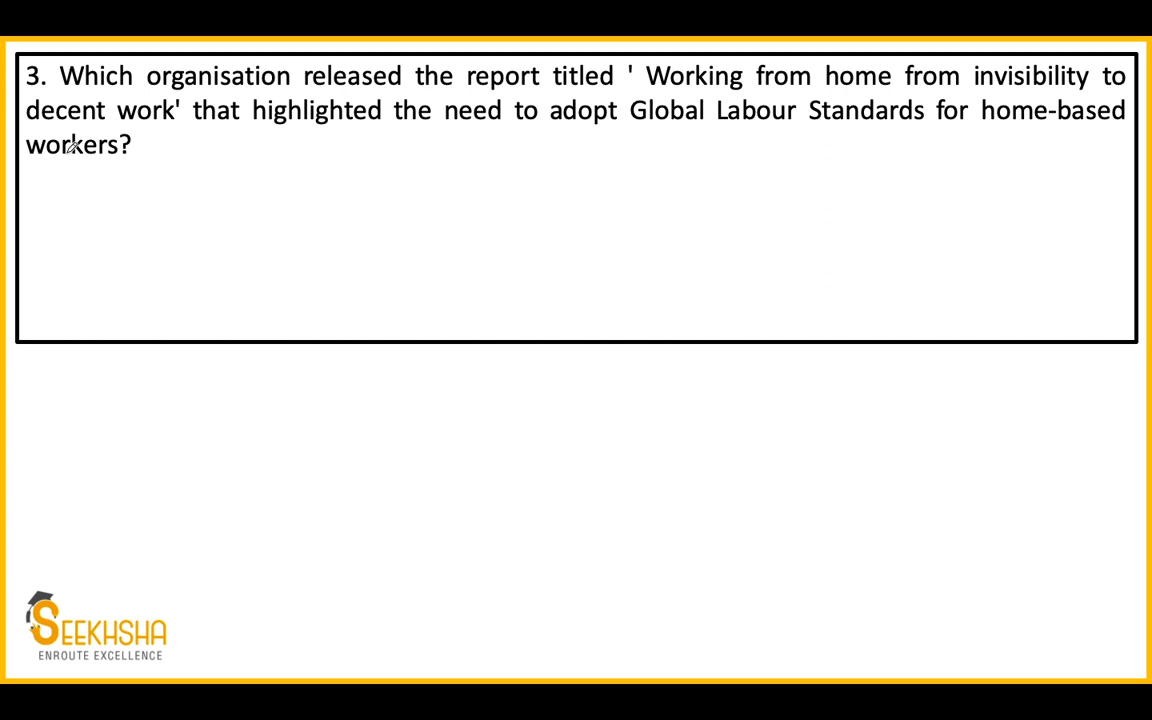 3. Which organisation released the report titled ' Working from home from invisibility to
decent work' that highlighted the need to adopt Global Labour Standards for home-based
workers?
SEEKHSHA
ENROUTE EXCELLENCE